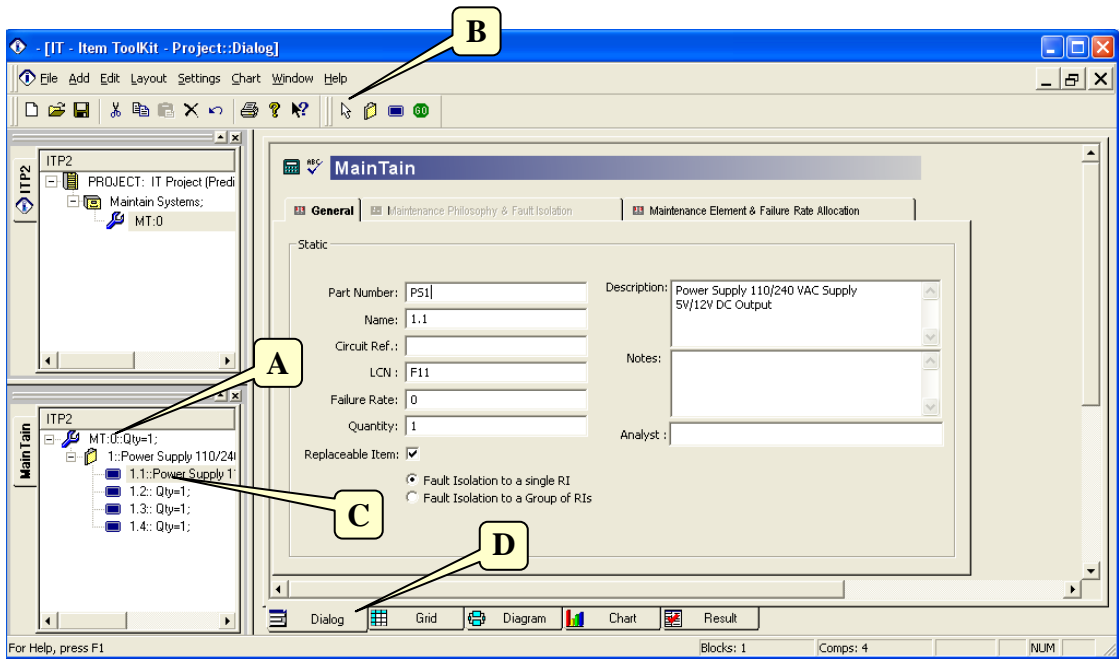 B
- [IT - Item ToolKit - Project::Dialog]
File Add Edit Layout Settings Chart Window Help
GO
ITP2
ITP2
PROJECT: IT Project (Predi
Maintain Systems;
MT:0
MainTain
General
Maintenance Philosophy & Fault Isolation
Maintenance Element & Failure Rate Allocation
Static
Part Number: PS1
Name: 1.1
Circuit Ref.:
LCN : F11
Failure Rate: 0
Quantity: 1
Replaceable Item:
Fault Isolation to a single RI
Fault Isolation to a Group of RIs
Description: Power Supply 110/240 VAC Supply
5V/12V DC Output
Notes:
Analyst :
A
MainTain
ITP2
MT:0::Qty=1;
1::Power Supply 110/24
1.1::Power Supply 1
1.2:: Qty=1;
1.3:: Qty=1;
1.4:: Qty=1;
C
D
Dialog Grid Diagram Chart Result
For Help, press F1 Blocks: 1 Comps: 4 NUM